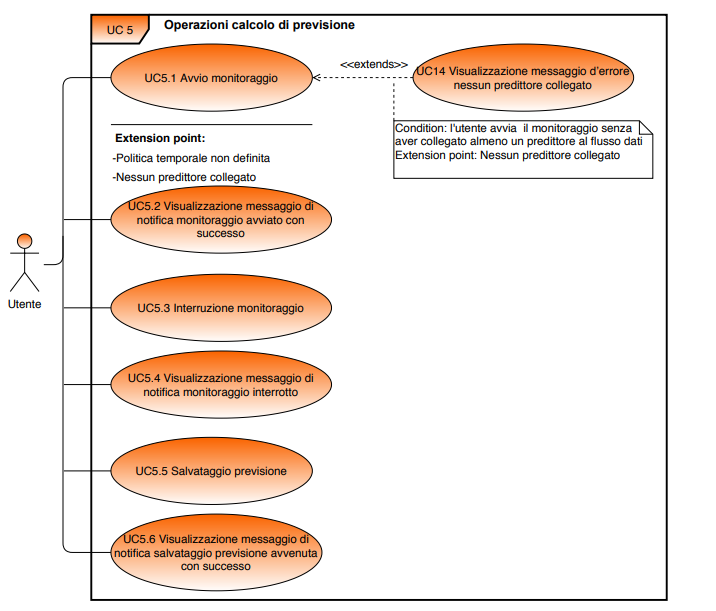 UC 5
Operazioni calcolo di previsione
UC5.1 Avvio monitoraggio
<<extends>>
UC14 Visualizzazione messaggio d'errore
nessun predittore collegato
Condition: l'utente avvia il monitoraggio senza
aver collegato almeno un predittore al flusso dati
Extension point: Nessun predittore collegato
Extension point:
-Politica temporale non definita
-Nessun predittore collegato
UC5.2 Visualizzazione messaggio di
notifica monitoraggio avviato con
successo
Utente
UC5.3 Interruzione monitoraggio
UC5.4 Visualizzazione messaggio di
notifica monitoraggio interrotto
UC5.5 Salvataggio previsione
UC5.6 Visualizzazione messaggio di
notifica salvataggio previsione avvenuta
con successo